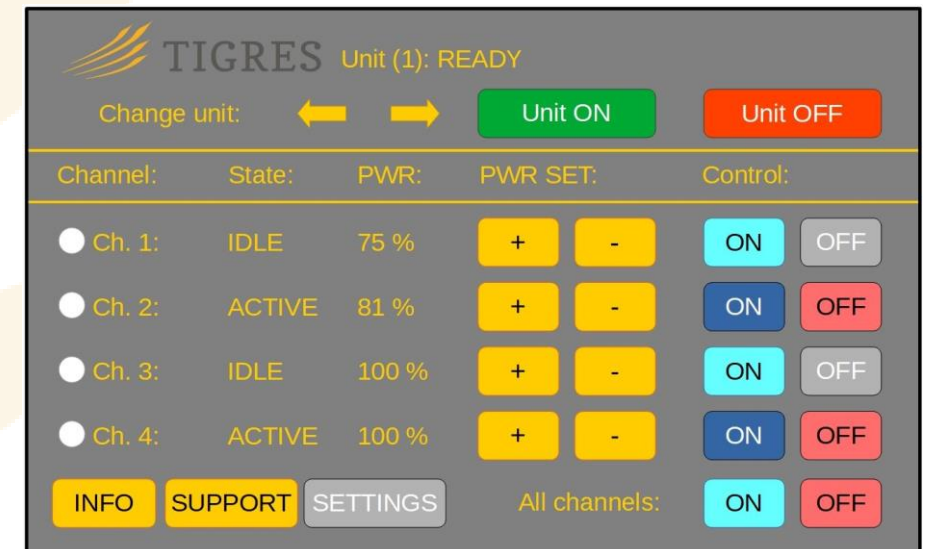 TIGRES Unit (1): READY
Change unit: Unit ON Unit OFF
Channel: State: PWR: PWR SET: Control:
Ch. 1: IDLE 75 % + - ON OFF
Ch. 2: ACTIVE 81 % + - ON OFF
Ch. 3: IDLE 100 % + - ON OFF
Ch. 4: ACTIVE 100 % + - ON OFF
INFO SUPPORT SETTINGS All channels: ON OFF